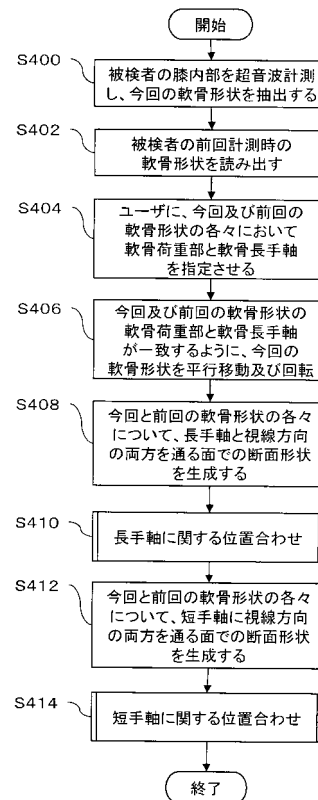 開始
S400
被検者の膝内部を超音波計測
し、今回の軟骨形状を抽出する
S402
被検者の前回計測時の
軟骨形状を読み出す
S404
ユーザに、今回及び前回の
軟骨形状の各々において
軟骨荷重部と軟骨長手軸
を指定させる
S406
今回及び前回の軟骨形状の
軟骨荷重部と軟骨長手軸
が一致するように、今回の
軟骨形状を平行移動及び回転
S408
今回と前回の軟骨形状の各々
について、長手軸と視線方向
の両方を通る面での断面形状
を生成する
S410
長手軸に関する位置合わせ
S412
今回と前回の軟骨形状の各々
について、短手軸に視線方向
の両方を通る面での断面形状
を生成する
S414
短手軸に関する位置合わせ
終了